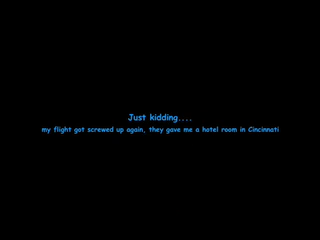 Just kidding....
my flight got screwed up again, they gave me a hotel room in Cincinnati